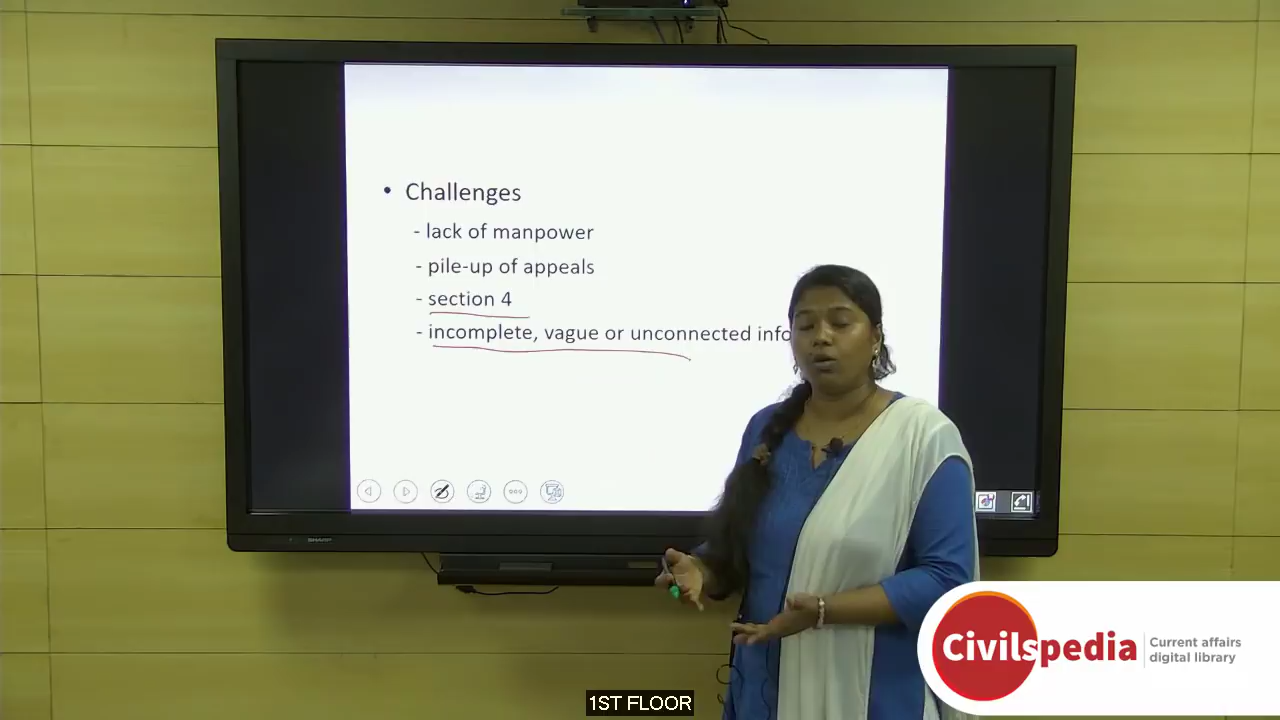 • Challenges
- lack of manpower
- pile-up of appeals
- section 4
- incomplete, vague or unconnected info
SHARP
Civilspedia
Current affairs
digital library
1ST FLOOR